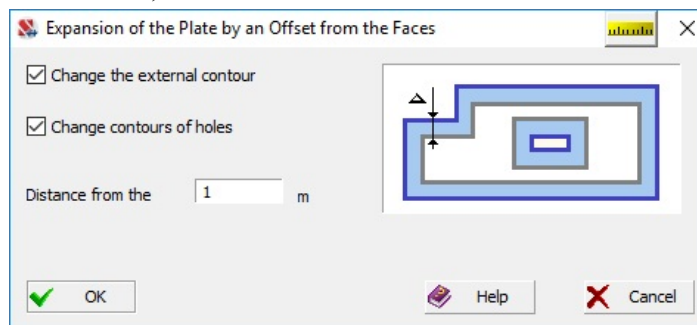 Expansion of the Plate by an Offset from the Faces
Change the external contour
Change contours of holes
Distance from the 1 m
OK Help Cancel